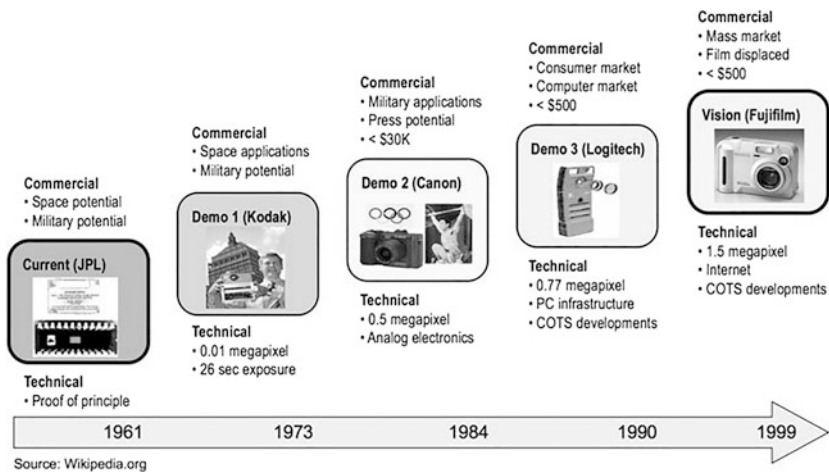 Commercial
• Space potential
• Military potential
Current (JPL)
Technical
• Proof of principle
Commercial
• Space applications
• Military potential
Demo 1 (Kodak)
Technical
• 0.01 megapixel
• 26 sec exposure
Commercial
• Military applications
• Press potential
• < $30K
Demo 2 (Canon)
Technical
• 0.5 megapixel
• Analog electronics
Commercial
• Consumer market
• Computer market
• < $500
Demo 3 (Logitech)
Technical
• 0.77 megapixel
• PC infrastructure
• COTS developments
Commercial
• Mass market
• Film displaced
• < $500
Vision (Fujifilm)
Technical
• 1.5 megapixel
• Internet
• COTS developments
1961
1973
1984
1990
1999
Source: Wikipedia.org